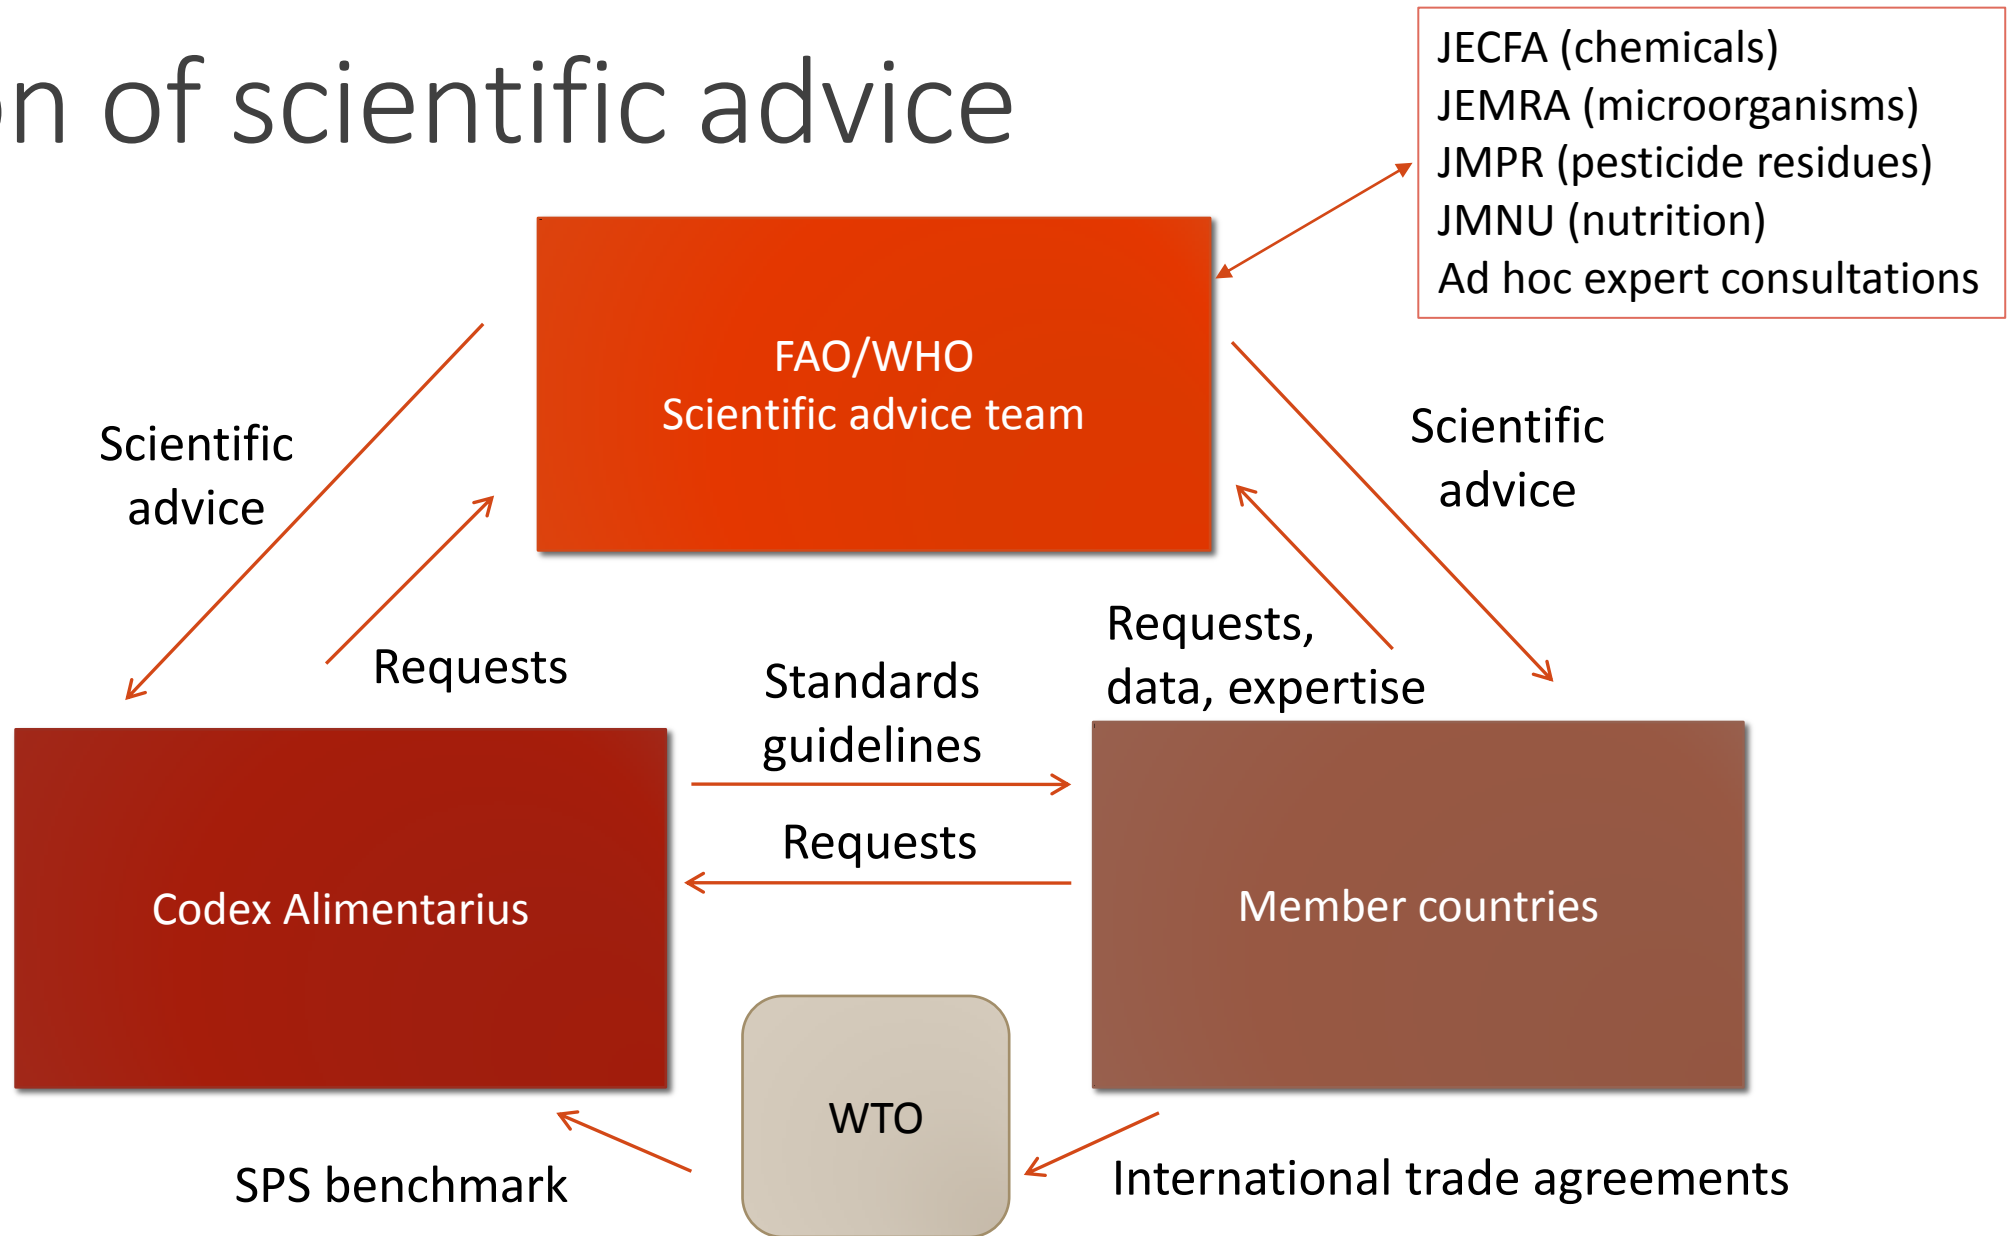 on of scientific advice
JECFA (chemicals)
JEMRA (microorganisms)
JMPR (pesticide residues)
JMNU (nutrition)
Ad hoc expert consultations
FAO/WHO
Scientific advice team
Scientific
advice
Scientific
advice
Requests
Requests,
data, expertise
Standards
guidelines
Requests
Codex Alimentarius
Member countries
WTO
SPS benchmark
International trade agreements